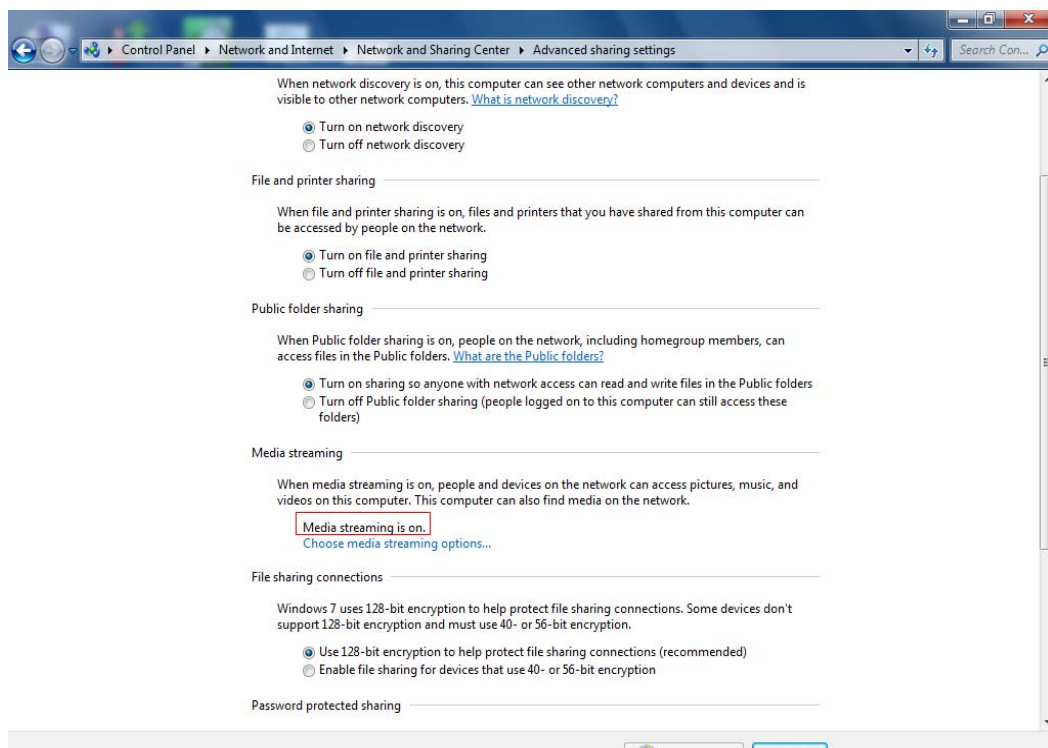 Control Panel ▸ Network and Internet ▸ Network and Sharing Center ▸ Advanced sharing settings
Search Con...
When network discovery is on, this computer can see other network computers and devices and is
visible to other network computers. What is network discovery?
Turn on network discovery
Turn off network discovery
File and printer sharing
When file and printer sharing is on, files and printers that you have shared from this computer can
be accessed by people on the network.
Turn on file and printer sharing
Turn off file and printer sharing
Public folder sharing
When Public folder sharing is on, people on the network, including homegroup members, can
access files in the Public folders. What are the Public folders?
Turn on sharing so anyone with network access can read and write files in the Public folders
Turn off Public folder sharing (people logged on to this computer can still access these
folders)
Media streaming
When media streaming is on, people and devices on the network can access pictures, music, and
videos on this computer. This computer can also find media on the network.
Media streaming is on.
Choose media streaming options...
File sharing connections
Windows 7 uses 128-bit encryption to help protect file sharing connections. Some devices don't
support 128-bit encryption and must use 40- or 56-bit encryption.
Use 128-bit encryption to help protect file sharing connections (recommended)
Enable file sharing for devices that use 40- or 56-bit encryption
Password protected sharing